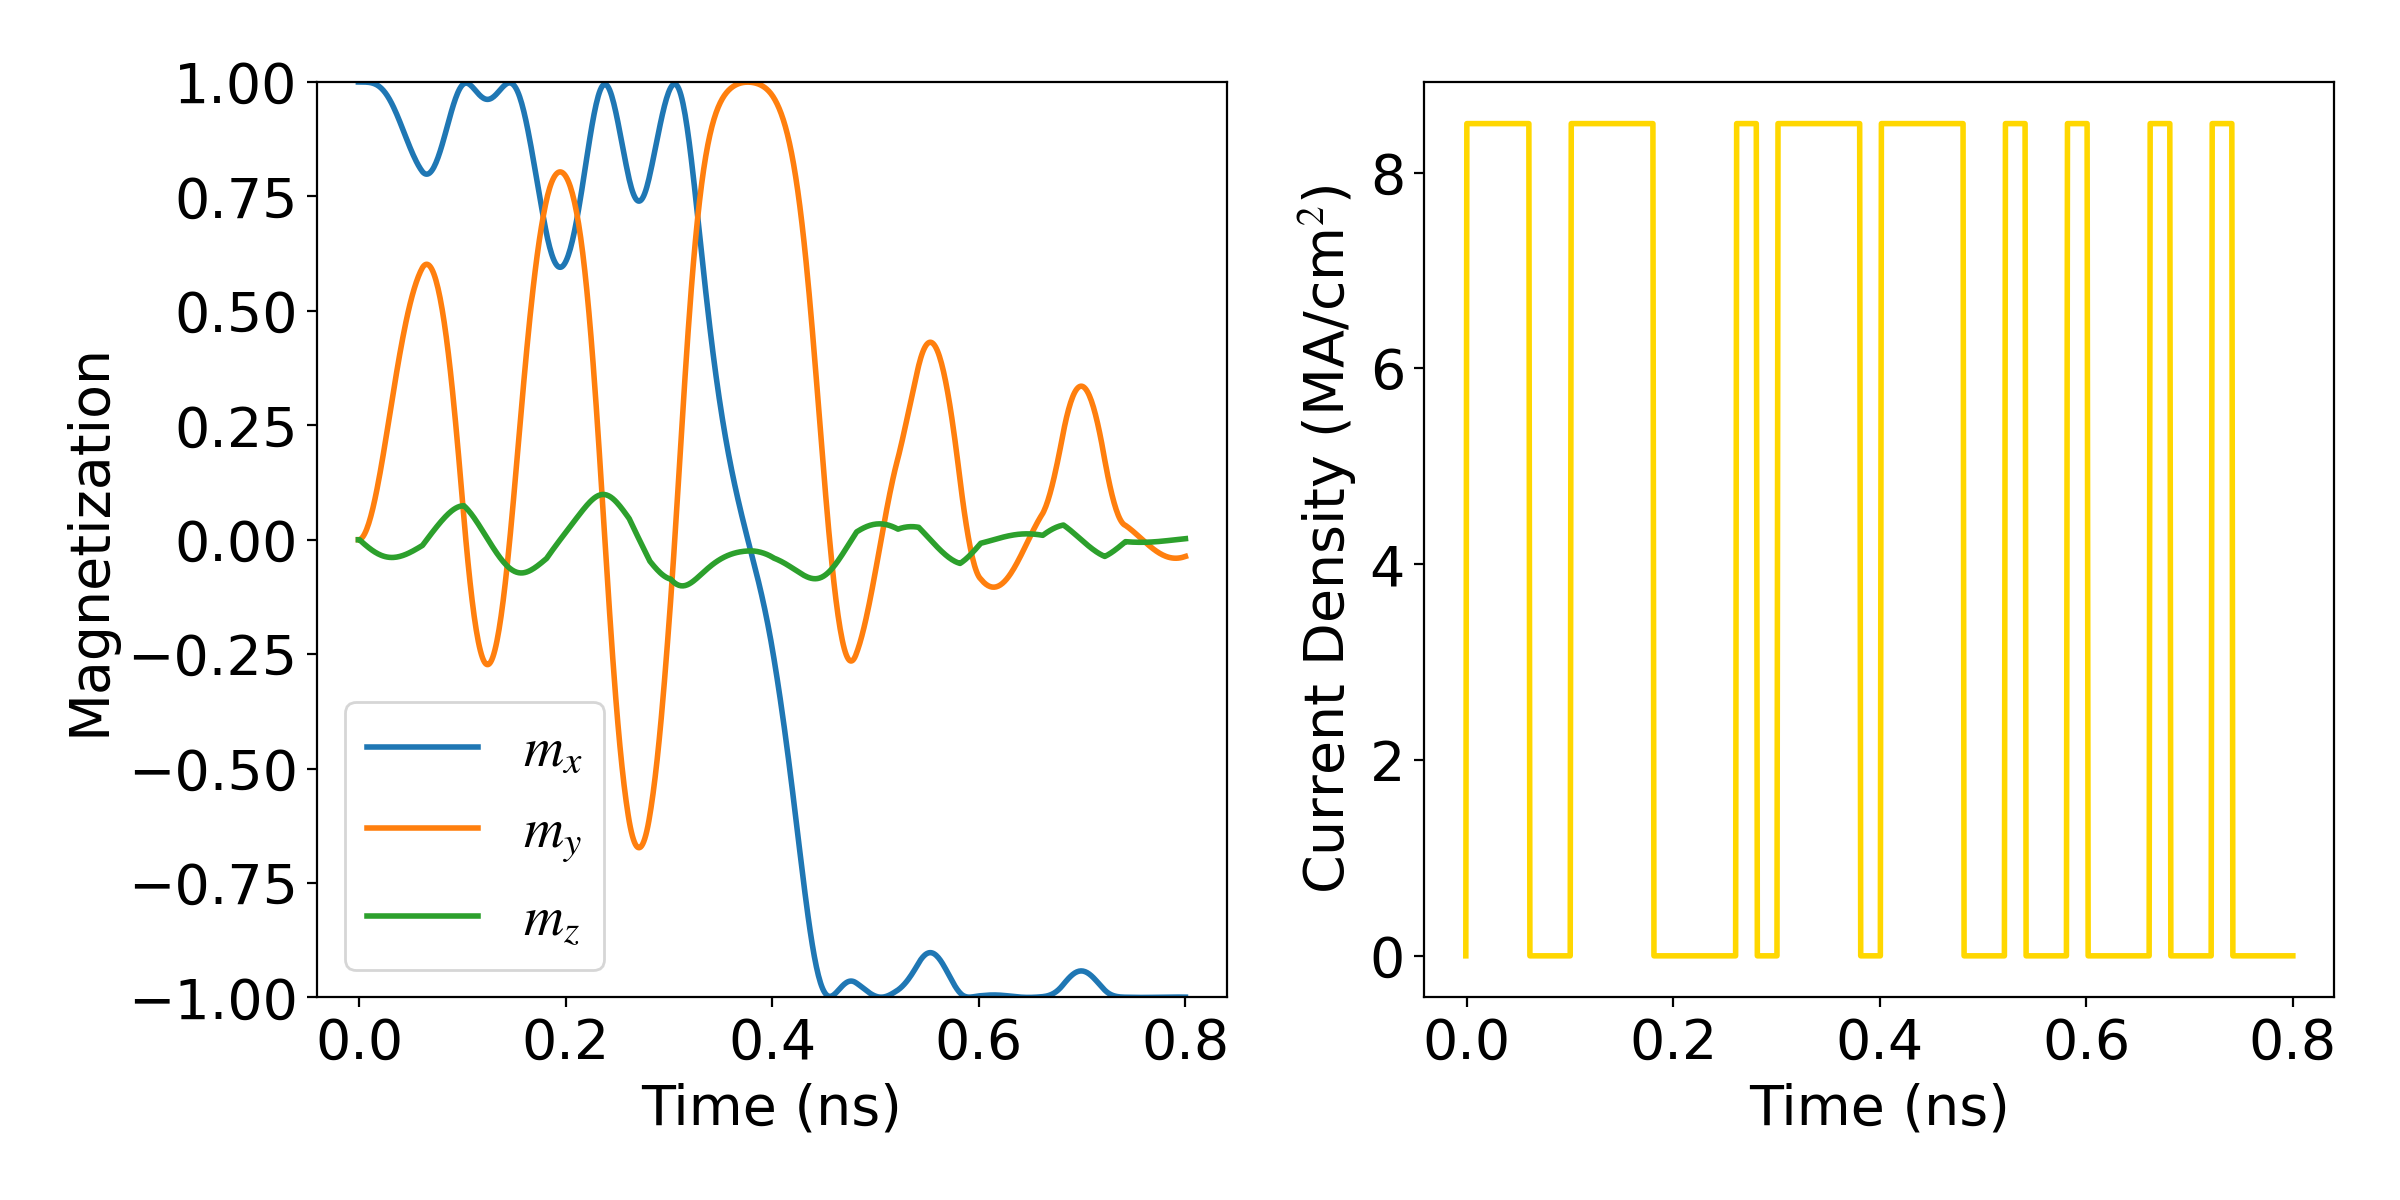 Magnetization
1.00
0.75
0.50
0.25
0.00
−0.25
−0.50
−0.75
−1.00
m_x
m_y
m_z
0.0 0.2 0.4 0.6 0.8
Time (ns)
Current Density (MA/cm²)
8
6
4
2
0
0.0 0.2 0.4 0.6 0.8
Time (ns)